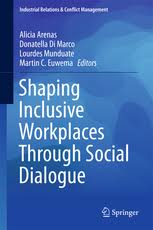 Industrial Relations & Conflict Management
Alicia Arenas
Donatella Di Marco
Lourdes Munduate
Martin C. Euwema Editors
Shaping
Inclusive
Workplaces
Through Social
Dialogue
Springer